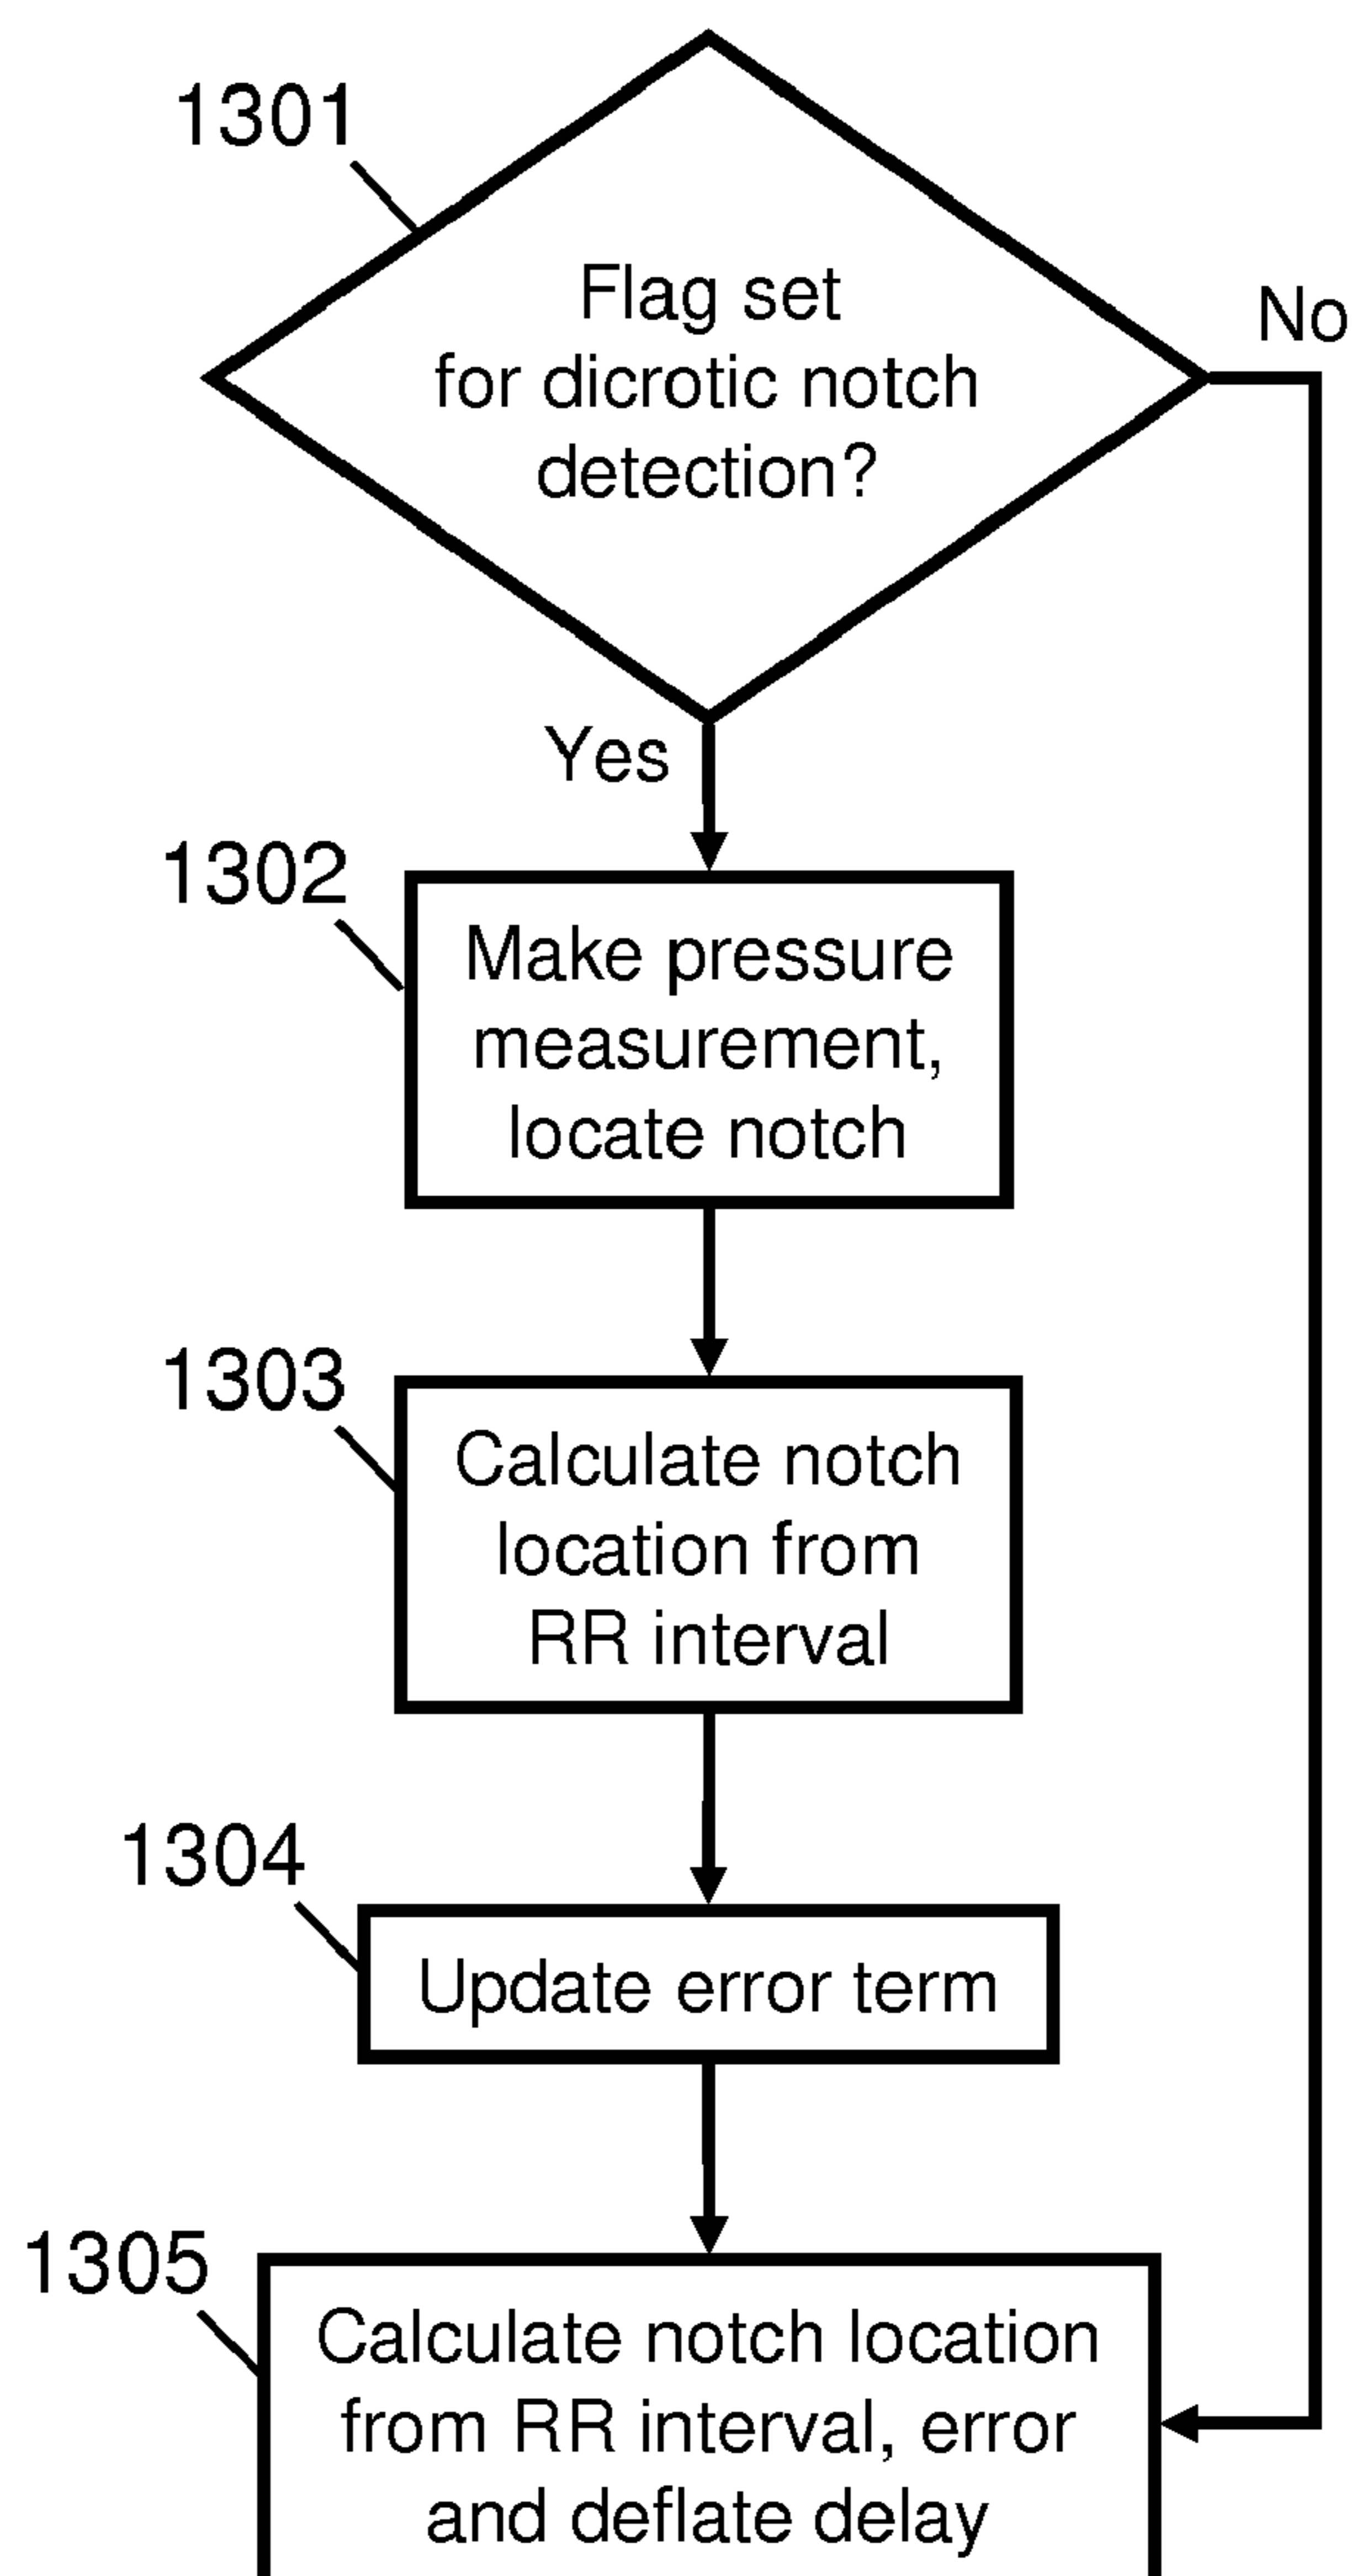 1301
Flag set
for dicrotic notch
detection?
No
Yes
1302
Make pressure
measurement,
locate notch
1303
Calculate notch
location from
RR interval
1304
Update error term
1305
Calculate notch location
from RR interval, error
and deflate delay